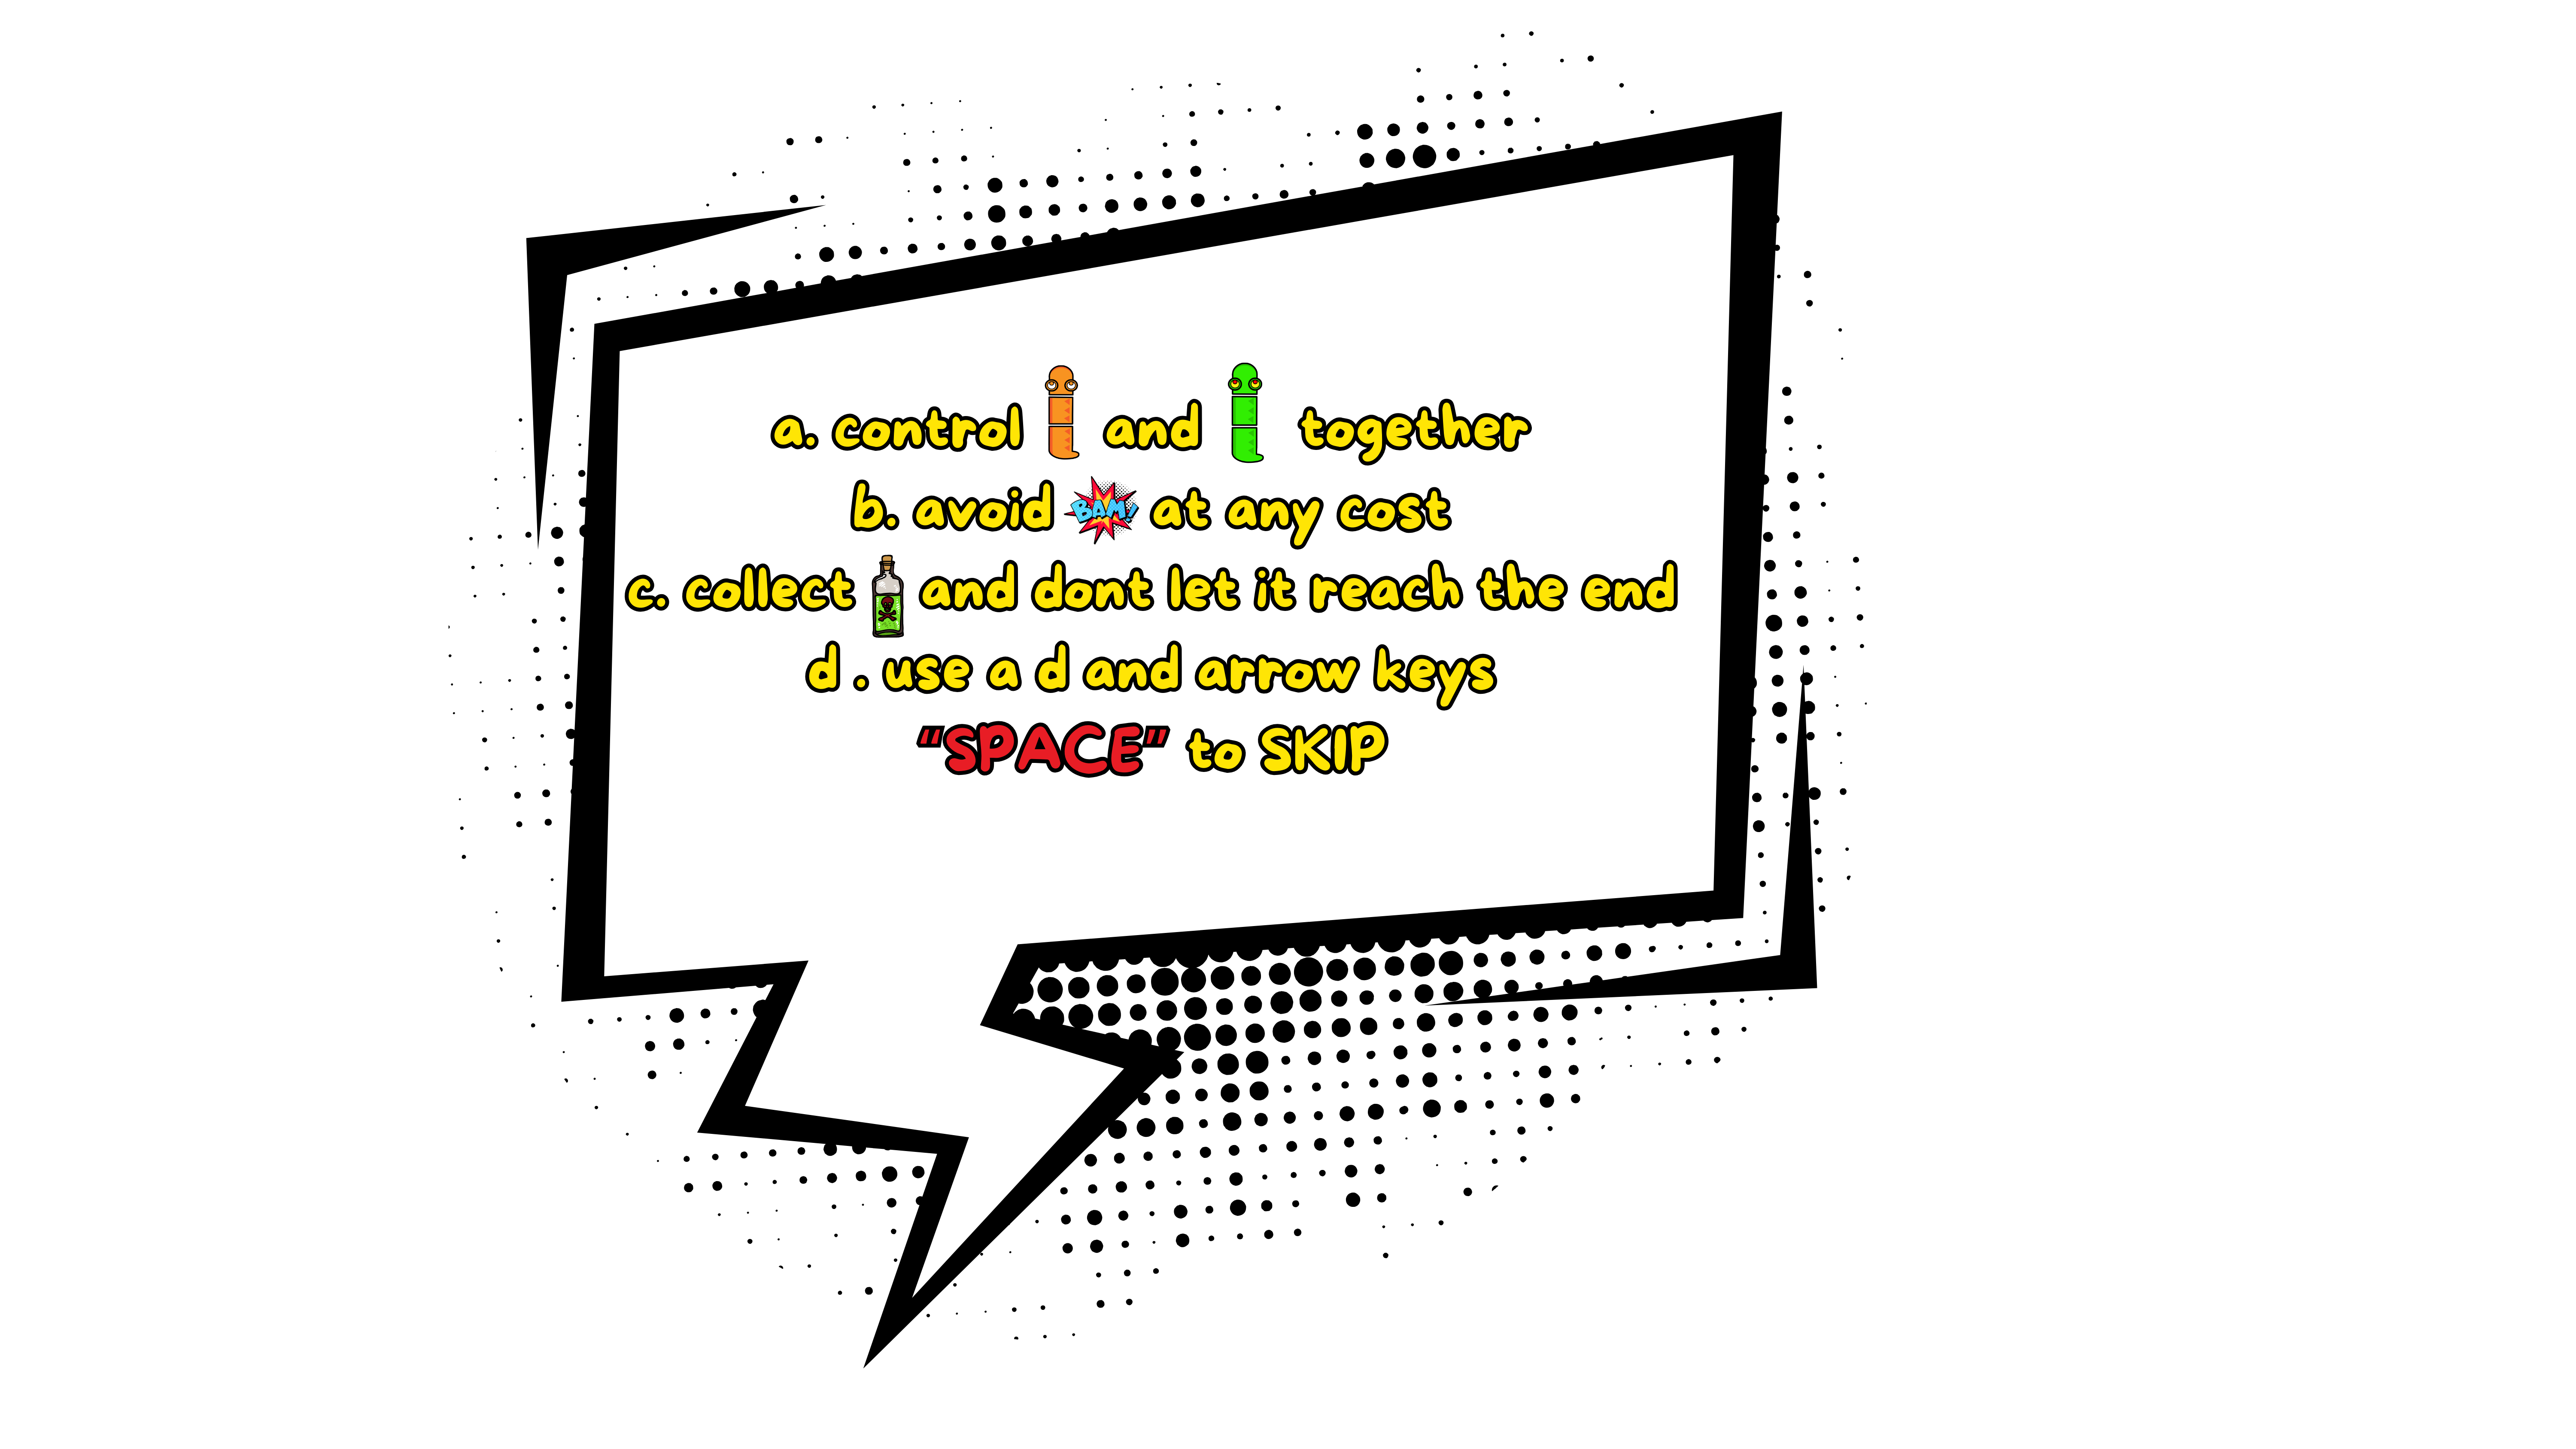 a. control and together
b. avoid BAM! at any cost
c. collect and dont let it reach the end
d . use a d and arrow keys
"SPACE" to SKIP